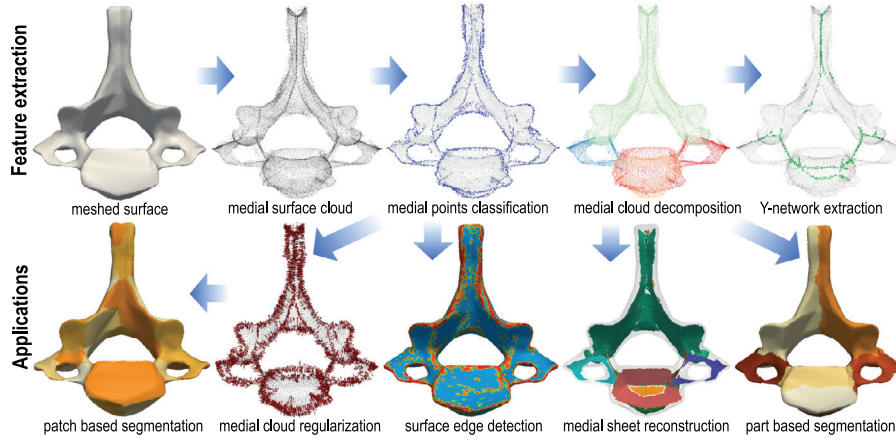 Feature extraction
meshed surface
medial surface cloud
medial points classification
medial cloud decomposition
Y-network extraction
Applications
patch based segmentation
medial cloud regularization
surface edge detection
medial sheet reconstruction
part based segmentation